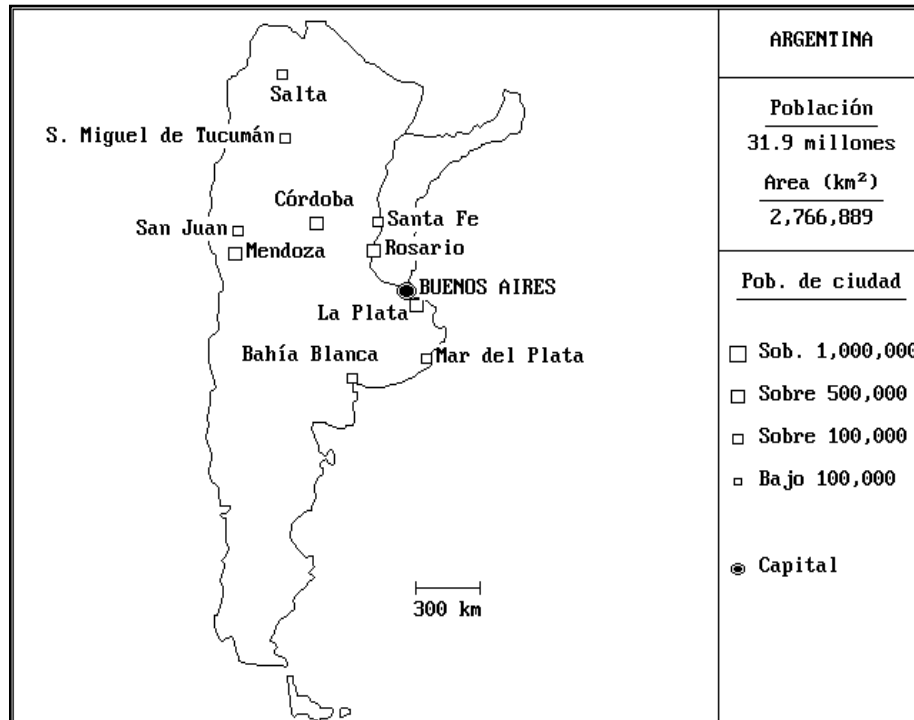 Salta
S. Miguel de Tucumán
Córdoba
San Juan
Santa Fe
Mendoza
Rosario
BUENOS AIRES
La Plata
Bahía Blanca
Mar del Plata
300 km
ARGENTINA
Población
31.9 millones
Area (km²)
2,766,889
Pob. de ciudad
Sob. 1,000,000
Sobre 500,000
Sobre 100,000
Bajo 100,000
Capital